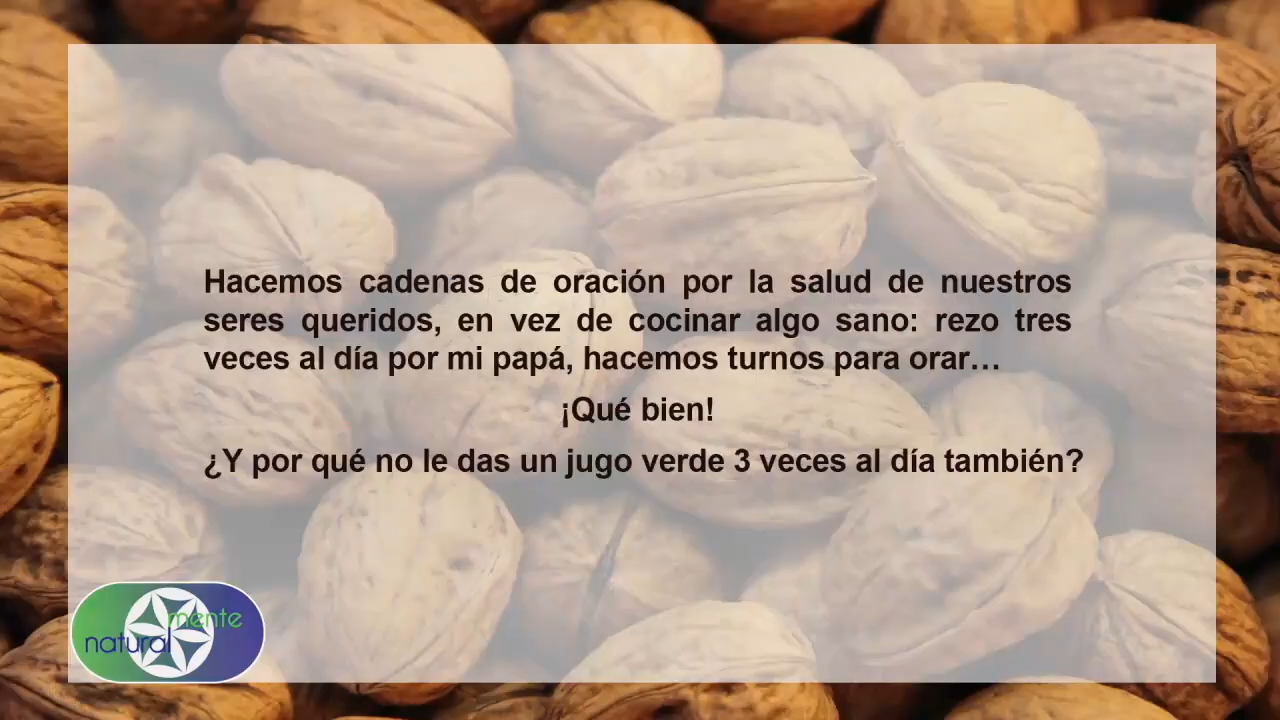 Hacemos cadenas de oración por la salud de nuestros
seres queridos, en vez de cocinar algo sano: rezo tres
veces al día por mi papá, hacemos turnos para orar…
¡Qué bien!
¿Y por qué no le das un jugo verde 3 veces al día también?
mente
natural